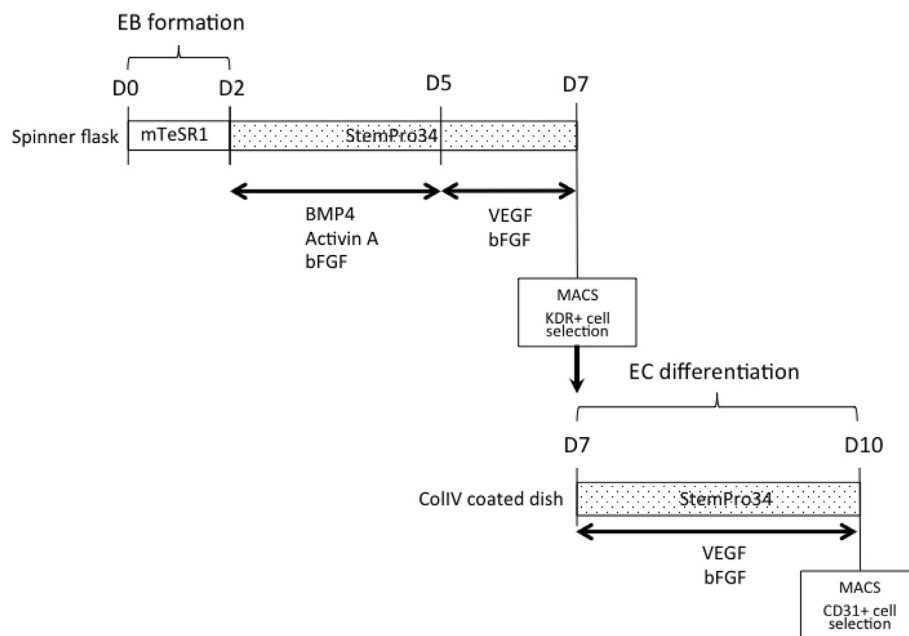 EB formation
D0 D2 D5 D7
Spinner flask mTeSR1 StemPro34
BMP4
Activin A
bFGF
VEGF
bFGF
MACS
KDR+ cell
selection
EC differentiation
D7 D10
ColIV coated dish StemPro34
VEGF
bFGF
MACS
CD31+ cell
selection